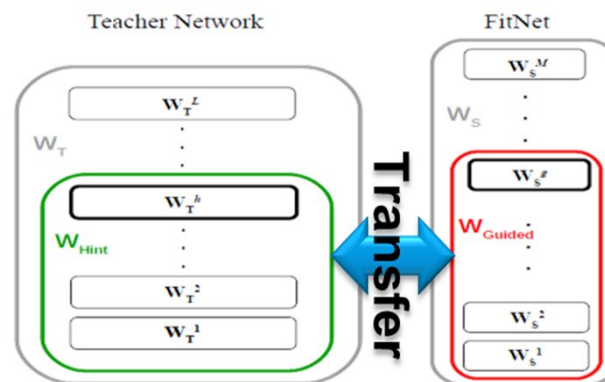 Teacher Network
W_T^L
W_T
W_T^h
W_Hint
W_T^2
W_T^1
Transfer
FitNet
W_S^M
W_S
W_S^g
W_Guided
W_S^2
W_S^1